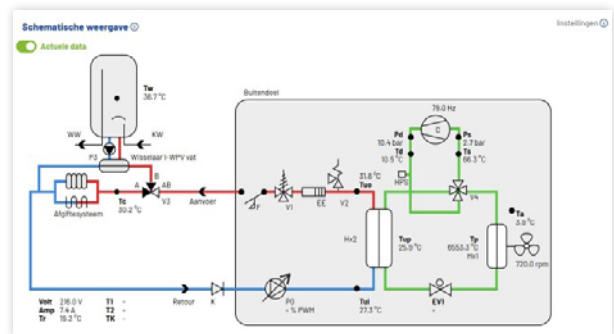 Schematische weergave
Instellingen
Actuele data
Buitendeel
79.0 Hz
Tw
36.7 °C
Pd
10.4 bar
Td
10.5 °C
Ps
2.7 bar
Ts
66.3 °C
C
WW
KW
P3
Wisselaar I-WPV vat
HPS
V4
31.8 °C
Tuo
B
A
AB
V3
Tc
30.2 °C
Aanvoer
F
V1
EE
V2
Afgiftesysteem
Ta
3.9 °C
Hx2
Tup
25.9 °C
Tp
6553.3 °C
Hx1
720.0 rpm
Volt 216.0 V T1 -
Amp 7.4 A T2 -
Tr 19.2 °C TK -
Retour
K
P0
- % PWM
Tui
27.3 °C
EV1
-